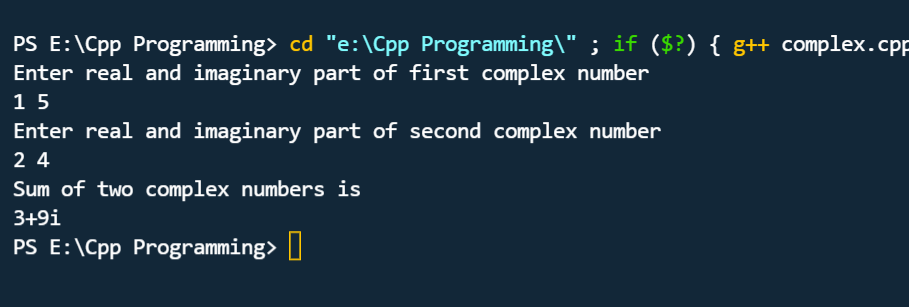 PS E:\Cpp Programming> cd "e:\Cpp Programming\" ; if ($?) { g++ complex.cpp
Enter real and imaginary part of first complex number
1 5
Enter real and imaginary part of second complex number
2 4
Sum of two complex numbers is
3+9i
PS E:\Cpp Programming>